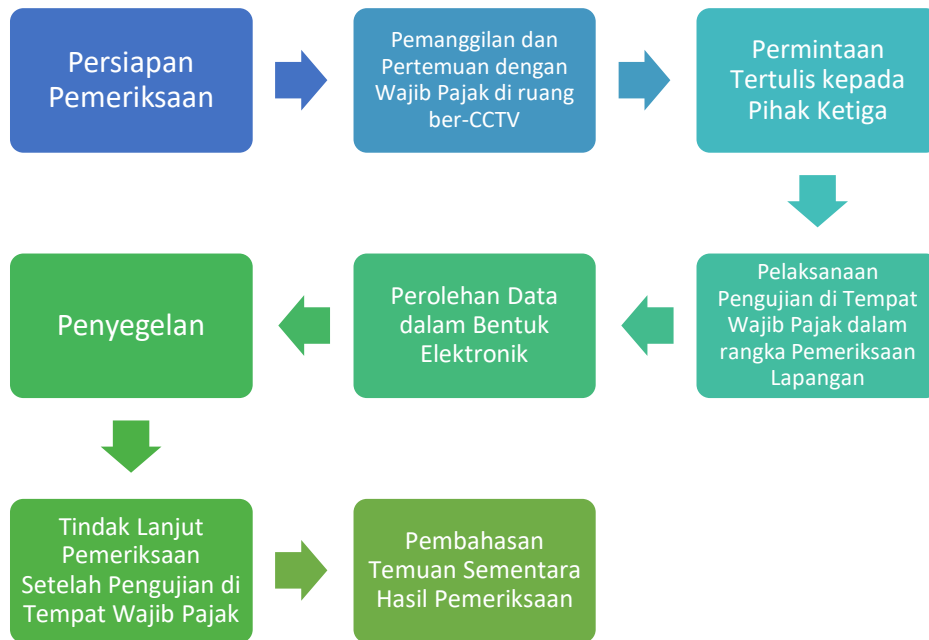 Persiapan
Pemeriksaan
Pemanggilan dan
Pertemuan dengan
Wajib Pajak di ruang
ber-CCTV
Permintaan
Tertulis kepada
Pihak Ketiga
Pelaksanaan
Pengujian di Tempat
Wajib Pajak dalam
rangka Pemeriksaan
Lapangan
Perolehan Data
dalam Bentuk
Elektronik
Penyegelan
Tindak Lanjut
Pemeriksaan
Setelah Pengujian di
Tempat Wajib Pajak
Pembahasan
Temuan Sementara
Hasil Pemeriksaan